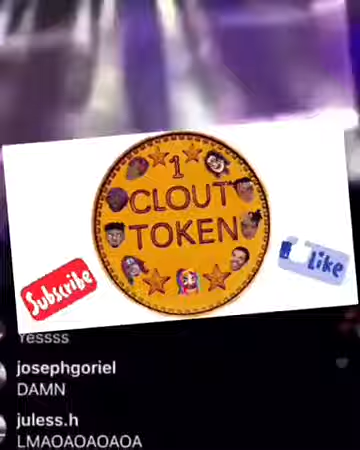 1
CLOUT
TOKEN
Subscribe
Like
Yessss
josephgoriel
DAMN
juless.h
LMAOAOAOAOA